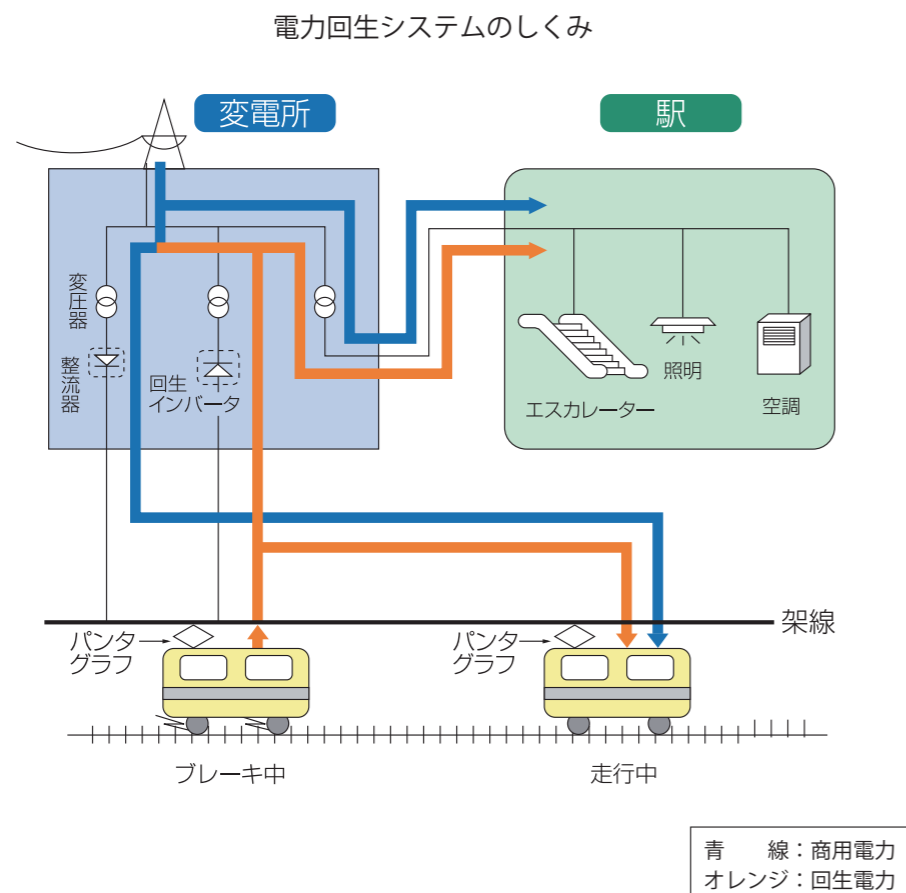 電力回生システムのしくみ
変電所
駅
変圧器
整流器
回生
インバータ
エスカレーター
照明
空調
架線
パンタ
グラフ
パンタ
グラフ
ブレーキ中
走行中
青　　線：商用電力
オレンジ：回生電力